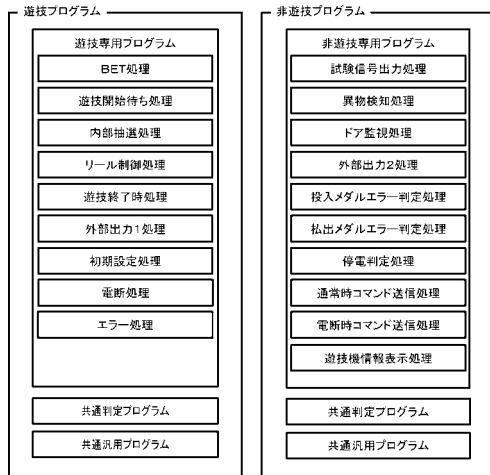 遊技プログラム
遊技専用プログラム
BET処理
遊技開始待ち処理
内部抽選処理
リール制御処理
遊技終了時処理
外部出力1処理
初期設定処理
電断処理
エラー処理
共通判定プログラム
共通汎用プログラム
非遊技プログラム
非遊技専用プログラム
試験信号出力処理
異物検知処理
ドア監視処理
外部出力2処理
投入メダルエラー判定処理
払出メダルエラー判定処理
停電判定処理
通常時コマンド送信処理
電断時コマンド送信処理
遊技機情報表示処理
共通判定プログラム
共通汎用プログラム